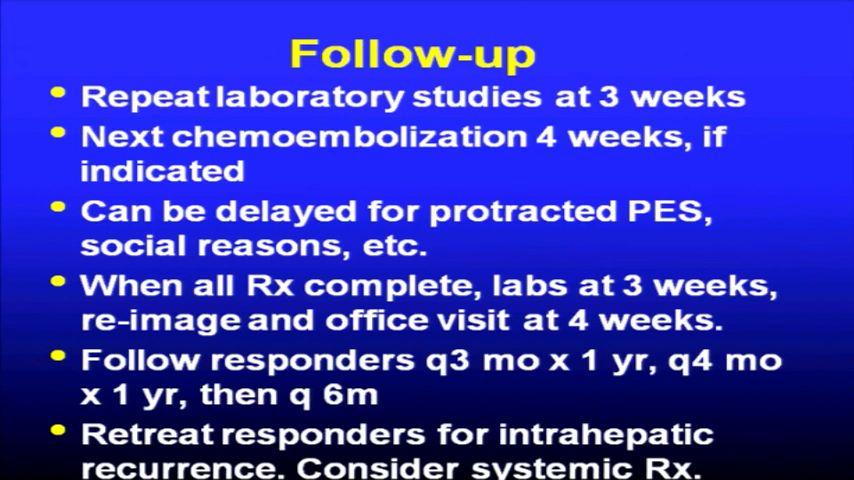 Follow-up
• Repeat laboratory studies at 3 weeks
• Next chemoembolization 4 weeks, if
indicated
• Can be delayed for protracted PES,
social reasons, etc.
• When all Rx complete, labs at 3 weeks,
re-image and office visit at 4 weeks.
• Follow responders q3 mo x 1 yr, q4 mo
x 1 yr, then q 6m
• Retreat responders for intrahepatic
recurrence. Consider systemic Rx.